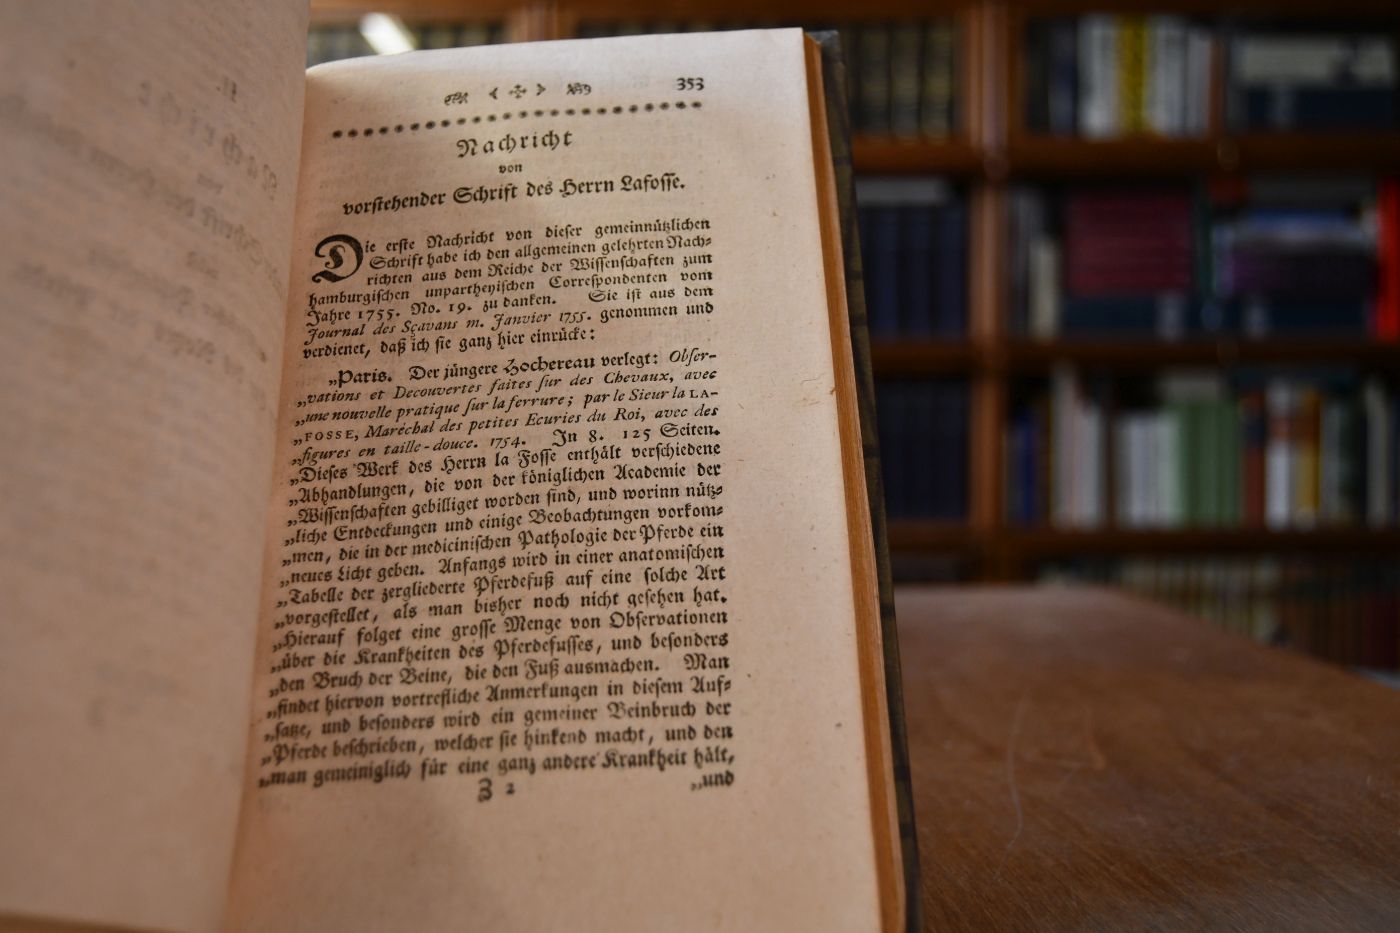 353
Nachricht
von
vorstehender Schrift des Herrn Lafosse.
Die erste Nachricht von dieser gemeinnützlichen
Schrift habe ich den allgemeinen gelehrten Nach⸗
richten aus dem Reiche der Wissenschaften zum
hamburgischen unpartheyischen Correspondenten vom
Jahre 1755. No. 19. zu danken. Sie ist aus dem
Journal des Sçavans m. Janvier 1755. genommen und
verdienet, daß ich sie ganz hier einrücke:
„Paris. Der jüngere Hochereau verlegt: Obser-
„vations et Decouvertes faites sur des Chevaux, avec
„une nouvelle pratique sur la ferrure; par le Sieur la LA-
„FOSSE, Maréchal des petites Ecuries du Roi, avec des
„figures en taille-douce. 1754. In 8. 125 Seiten.
„Dieses Werk des Herrn la Fosse enthält verschiedene
„Abhandlungen, die von der königlichen Academie der
„Wissenschaften gebilliget worden sind, und worinn nütz⸗
„liche Entdeckungen und einige Beobachtungen vorkom⸗
„men, die in der medicinischen Pathologie der Pferde ein
„neues Licht geben. Anfangs wird in einer anatomischen
„Tabelle der zergliederte Pferdefuß auf eine solche Art
„vorgestellet, als man bisher noch nicht gesehen hat.
„Hierauf folget eine grosse Menge von Observationen
„über die Krankheiten des Pferdefusses, und besonders
„den Bruch der Beine, die den Fuß ausmachen. Man
„findet hiervon vortrefliche Anmerkungen in diesem Auf⸗
„satze, und besonders wird ein gemeiner Beinbruch der
„Pferde beschrieben, welcher sie hinkend macht, und den
„man gemeiniglich für eine ganz andere Krankheit hält,
Z 2 „und